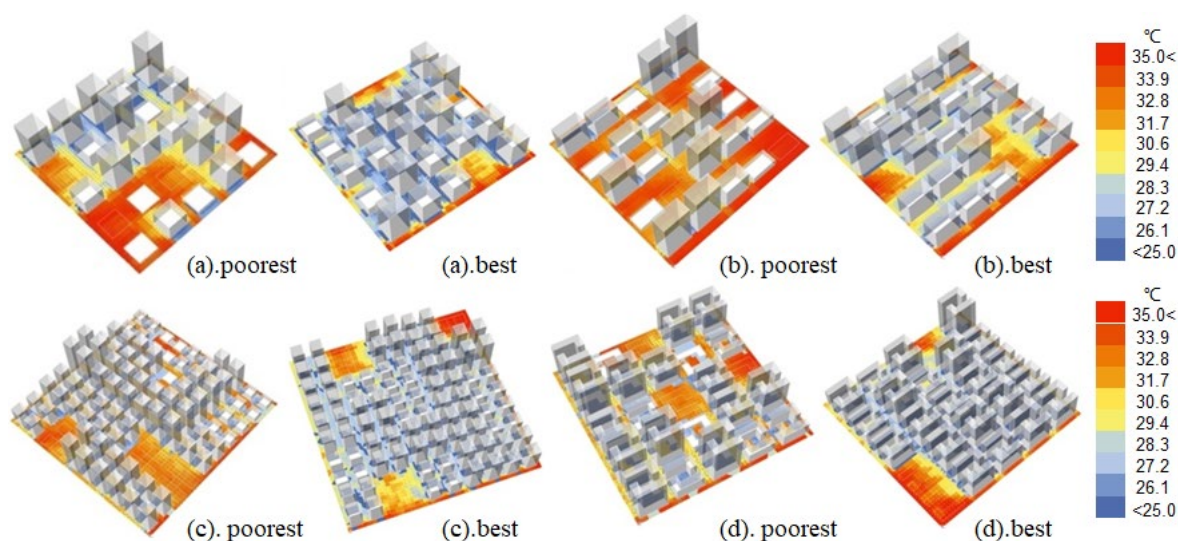 °C
35.0<
33.9
32.8
31.7
30.6
29.4
28.3
27.2
26.1
<25.0
(a).poorest
(a).best
(b). poorest
(b).best
°C
35.0<
33.9
32.8
31.7
30.6
29.4
28.3
27.2
26.1
<25.0
(c). poorest
(c).best
(d). poorest
(d).best